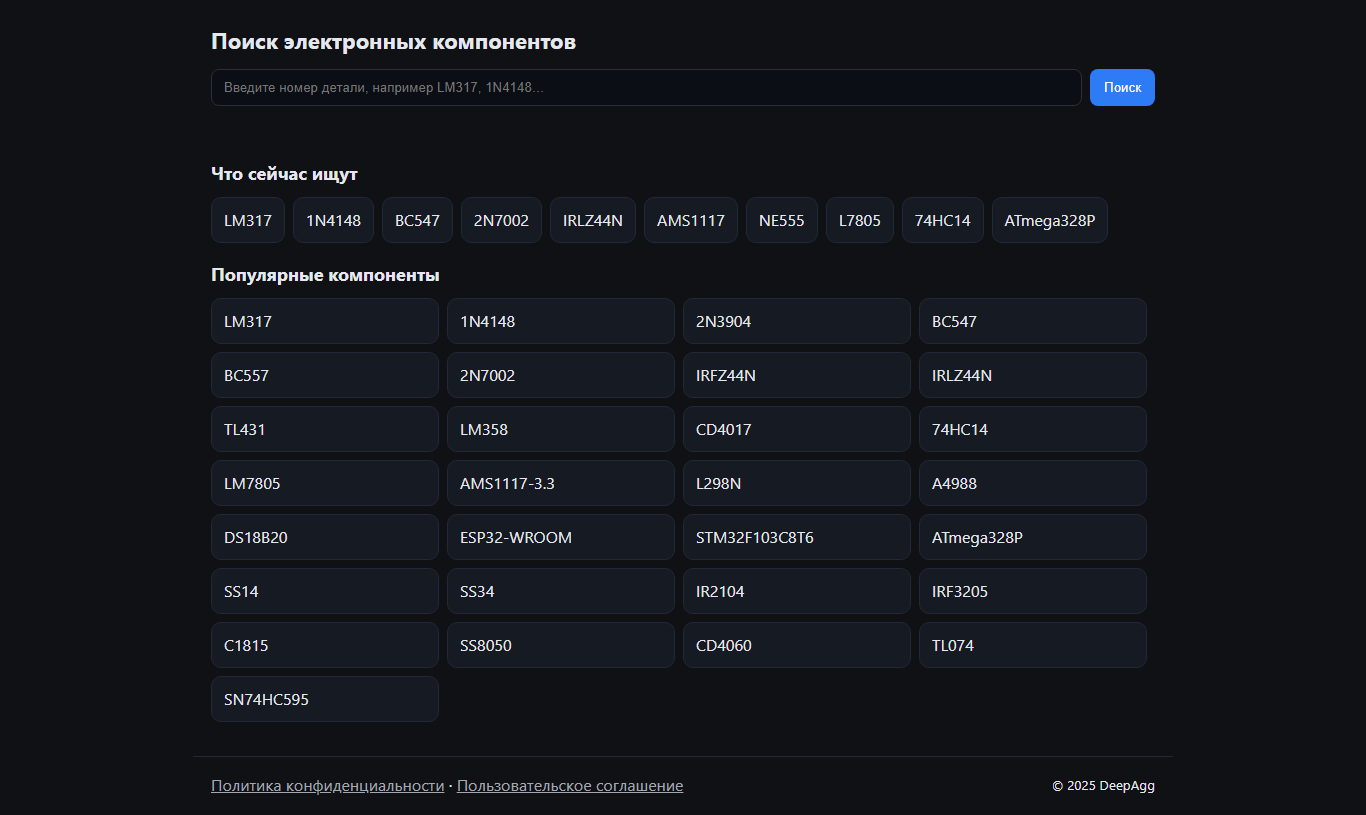 Поиск электронных компонентов
Введите номер детали, например LM317, 1N4148... Поиск
Что сейчас ищут
LM317 1N4148 BC547 2N7002 IRLZ44N AMS1117 NE555 L7805 74HC14 ATmega328P
Популярные компоненты
LM317 1N4148 2N3904 BC547
BC557 2N7002 IRFZ44N IRLZ44N
TL431 LM358 CD4017 74HC14
LM7805 AMS1117-3.3 L298N A4988
DS18B20 ESP32-WROOM STM32F103C8T6 ATmega328P
SS14 SS34 IR2104 IRF3205
C1815 SS8050 CD4060 TL074
SN74HC595
Политика конфиденциальности · Пользовательское соглашение © 2025 DeepAgg